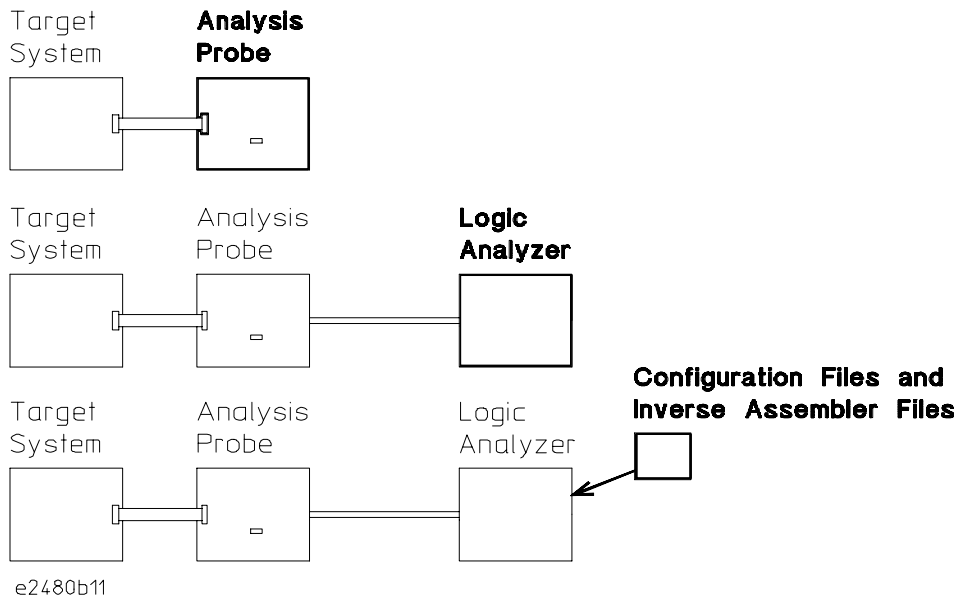 Target
System
Analysis
Probe
Target
System
Analysis
Probe
Logic
Analyzer
Configuration Files and
Inverse Assembler Files
Target
System
Analysis
Probe
Logic
Analyzer
e2480b11